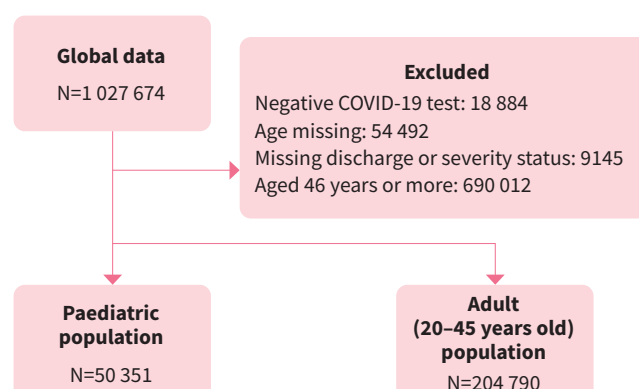 Global data
N=1 027 674
Excluded
Negative COVID-19 test: 18 884
Age missing: 54 492
Missing discharge or severity status: 9145
Aged 46 years or more: 690 012
Paediatric
population
N=50 351
Adult
(20–45 years old)
population
N=204 790